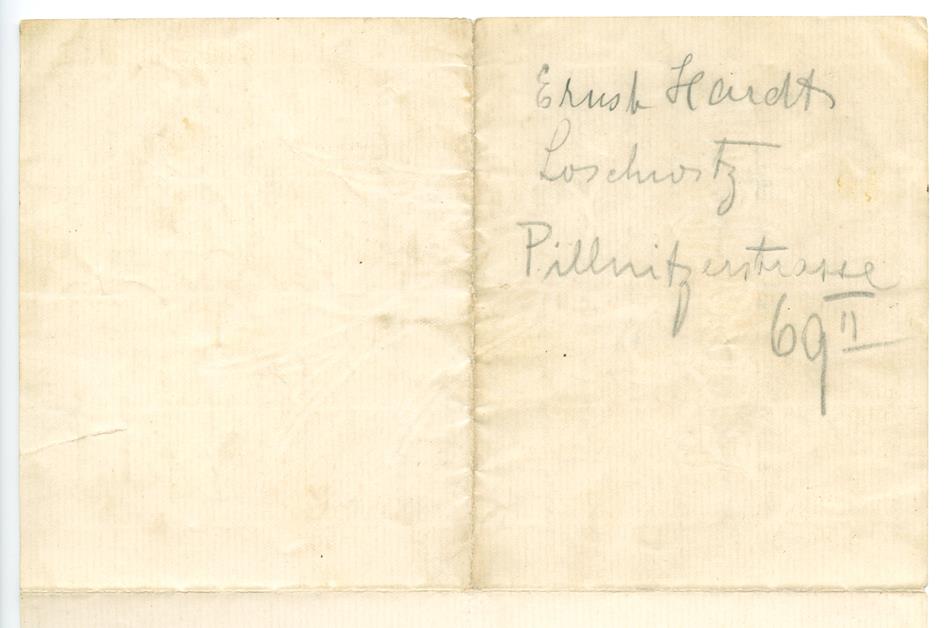 Ernst Hardt
Loschwitz
Pillnitzerstrasse
69 II